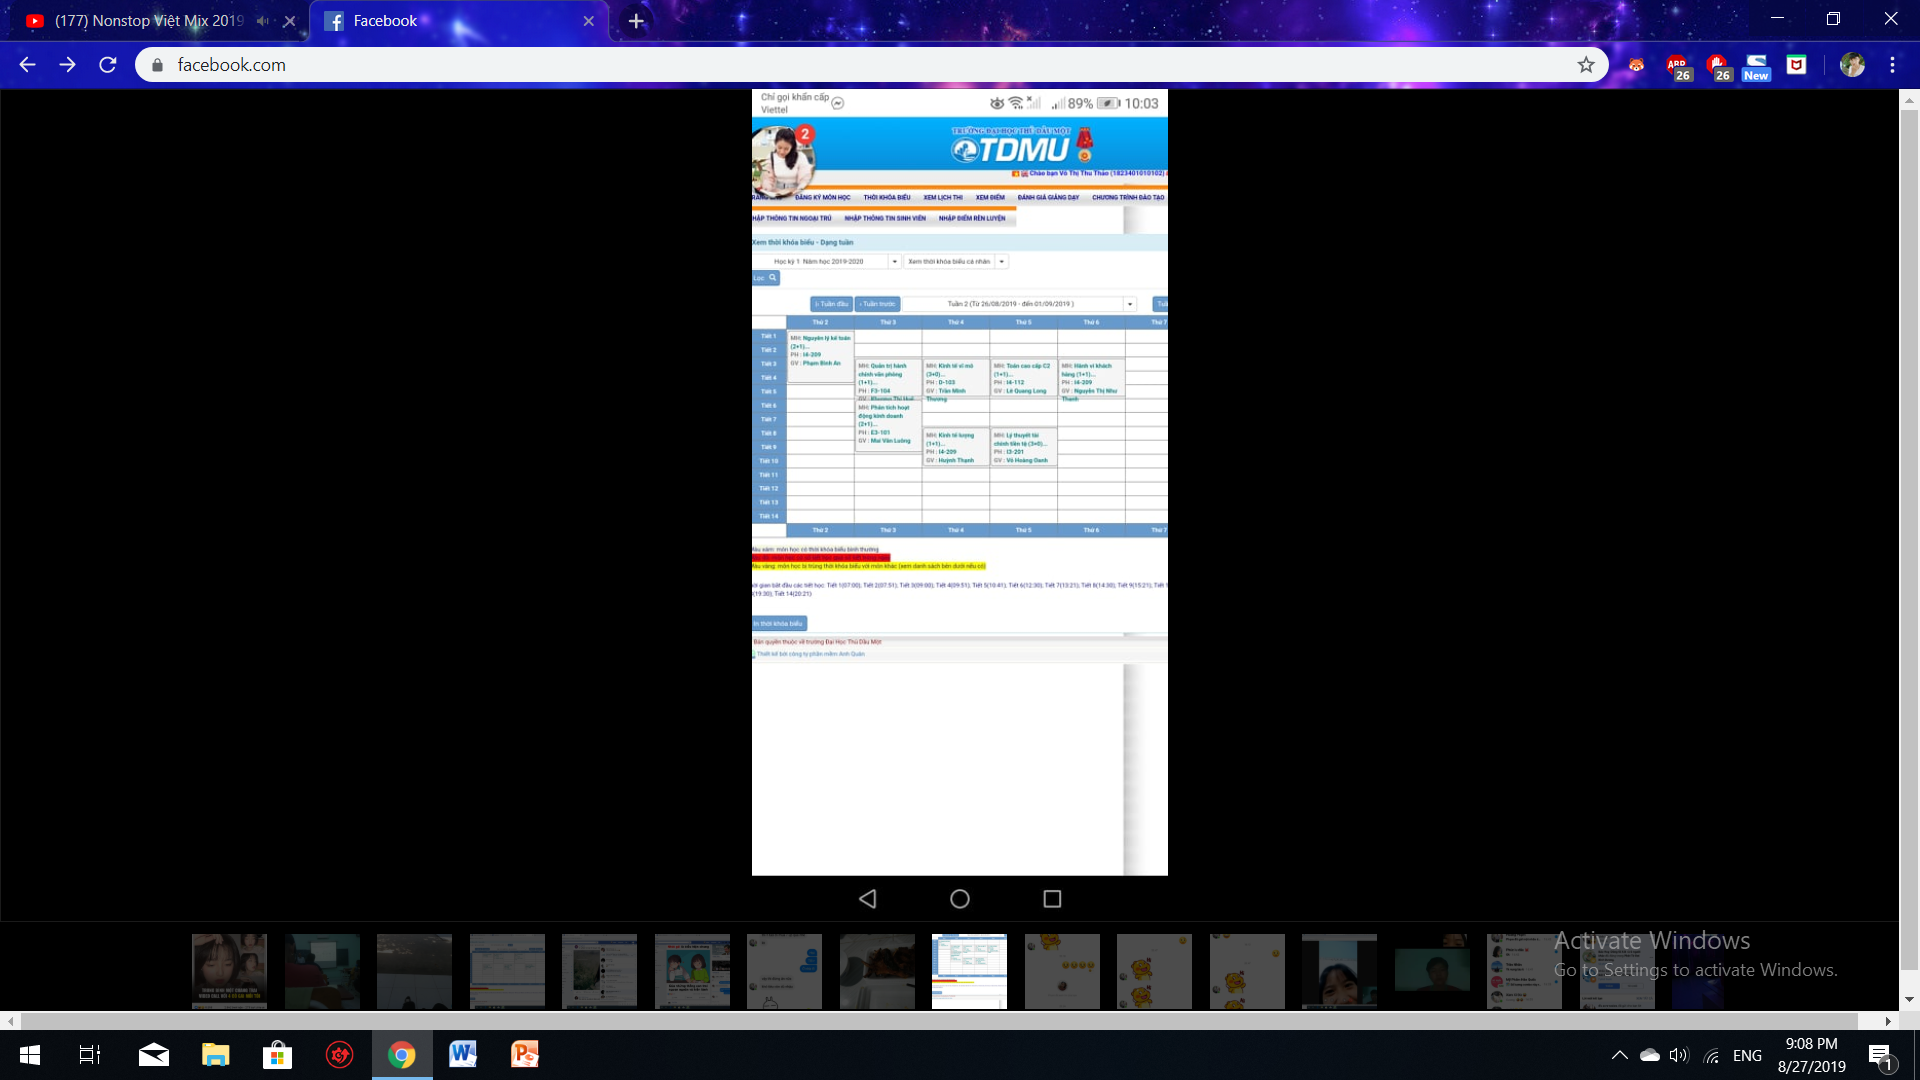 (177) Nonstop Việt Mix 2019
Facebook
facebook.com
26
26
New
Chỉ gọi khẩn cấp
Viettel
89%
10:03
2
TRƯỜNG ĐẠI HỌC THỦ DẦU MỘT
TDMU
Chào bạn Võ Thị Thu Thảo (1823401010102)
ĐĂNG KÝ MÔN HỌC THỜI KHÓA BIỂU XEM LỊCH THI XEM ĐIỂM ĐÁNH GIÁ GIẢNG DẠY CHƯƠNG TRÌNH ĐÀO TẠO
HẬP THÔNG TIN NGOẠI TRÚ NHẬP THÔNG TIN SINH VIÊN NHẬP ĐIỂM RÈN LUYỆN
Xem thời khóa biểu - Dạng tuần
Học kỳ 1 Năm học 2019-2020 Xem thời khóa biểu cá nhân
Lọc
Tuần đầu Tuần trước Tuần 2 (Từ 26/08/2019 - đến 01/09/2019 )
Thứ 2 Thứ 3 Thứ 4 Thứ 5 Thứ 6 Thứ 7
Tiết 1
Tiết 2
Tiết 3
Tiết 4
Tiết 5
Tiết 6
Tiết 7
Tiết 8
Tiết 9
Tiết 10
Tiết 11
Tiết 12
Tiết 13
Tiết 14
MH: Nguyên lý kế toán
(2+1)...
PH : I4-209
GV : Phạm Bình An
MH: Quản trị hành
chính văn phòng
(1+1)...
PH : F3-104
MH: Phân tích hoạt
động kinh doanh
(2+1)...
PH : E3-101
GV : Mai Văn Luông
MH: Kinh tế vĩ mô
(3+0)...
PH : D-103
GV : Trần Minh
Thương
MH: Kinh tế lượng
(1+1)...
PH : I4-209
GV : Huỳnh Thạnh
MH: Toán cao cấp C2
(1+1)...
PH : I4-112
GV : Lê Quang Long
MH: Lý thuyết tài
chính tiền tệ (3+0)...
PH : I3-201
GV : Võ Hoàng Oanh
MH: Hành vi khách
hàng (1+1)...
PH : I4-209
GV : Nguyễn Thị Như
Thanh
Thứ 2 Thứ 3 Thứ 4 Thứ 5 Thứ 6 Thứ 7
Màu xám: môn học có thời khóa biểu bình thường
Màu vàng: môn học bị trùng thời khóa biểu với môn khác (xem danh sách bên dưới nếu có)
ời gian bắt đầu các tiết học: Tiết 1(07:00), Tiết 2(07:51), Tiết 3(09:00), Tiết 4(09:51), Tiết 5(10:41), Tiết 6(12:30), Tiết 7(13:21), Tiết 8(14:30), Tiết 9(15:21), Tiết
(19:30), Tiết 14(20:21)
In thời khóa biểu
Bản quyền thuộc về trường Đại Học Thủ Dầu Một
Thiết kế bởi công ty phần mềm Anh Quân
Activate Windows
Go to Settings to activate Windows.
ENG
9:08 PM
8/27/2019
1